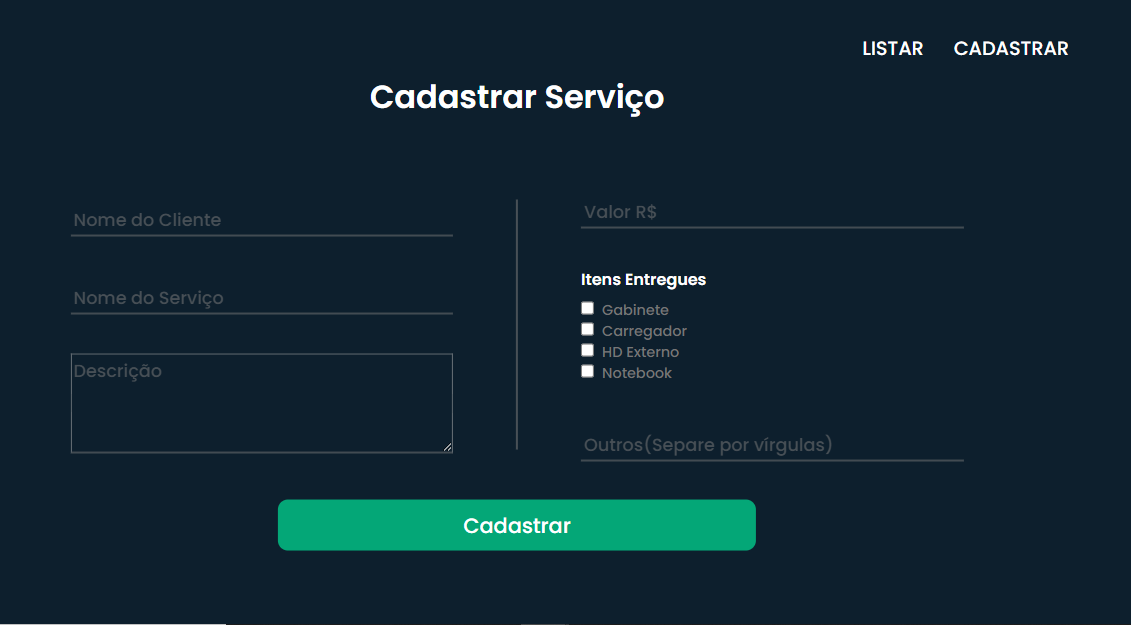 LISTAR CADASTRAR
Cadastrar Serviço
Nome do Cliente
Nome do Serviço
Descrição
Valor R$
Itens Entregues
Gabinete
Carregador
HD Externo
Notebook
Outros(Separe por vírgulas)
Cadastrar